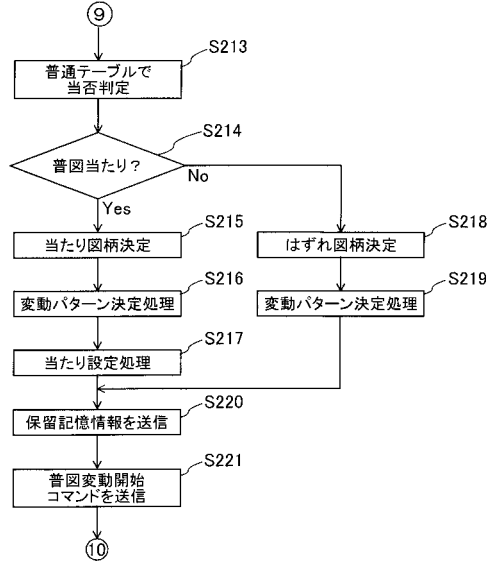 ⑨
S213
普通テーブルで
当否判定
S214
普図当たり?
No
Yes
S215
当たり図柄決定
S218
はずれ図柄決定
S216
変動パターン決定処理
S219
変動パターン決定処理
S217
当たり設定処理
S220
保留記憶情報を送信
S221
普図変動開始
コマンドを送信
⑩